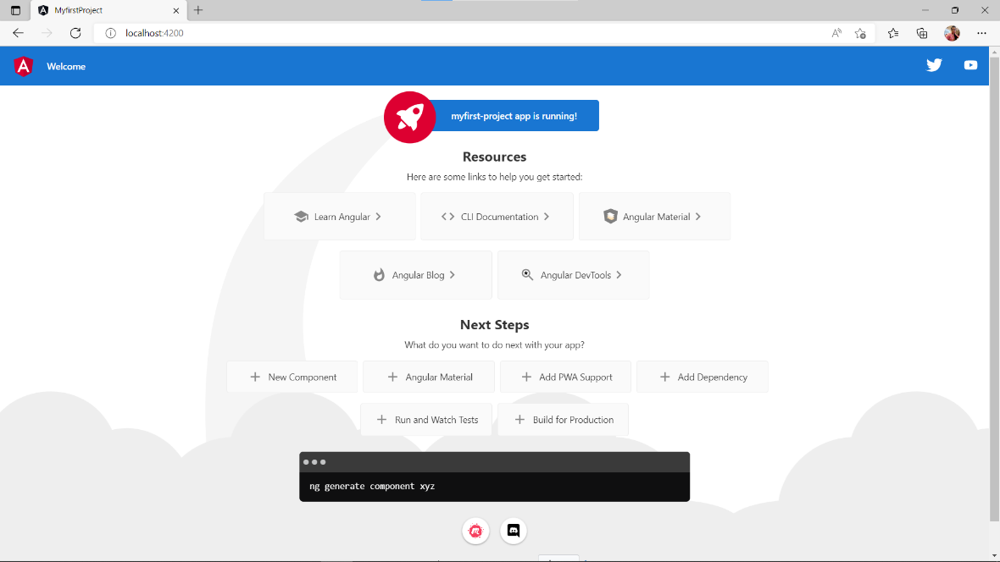 MyfirstProject
localhost:4200
Welcome
myfirst-project app is running!
Resources
Here are some links to help you get started:
Learn Angular
CLI Documentation
Angular Material
Angular Blog
Angular DevTools
Next Steps
What do you want to do next with your app?
New Component
Angular Material
Add PWA Support
Add Dependency
Run and Watch Tests
Build for Production
ng generate component xyz